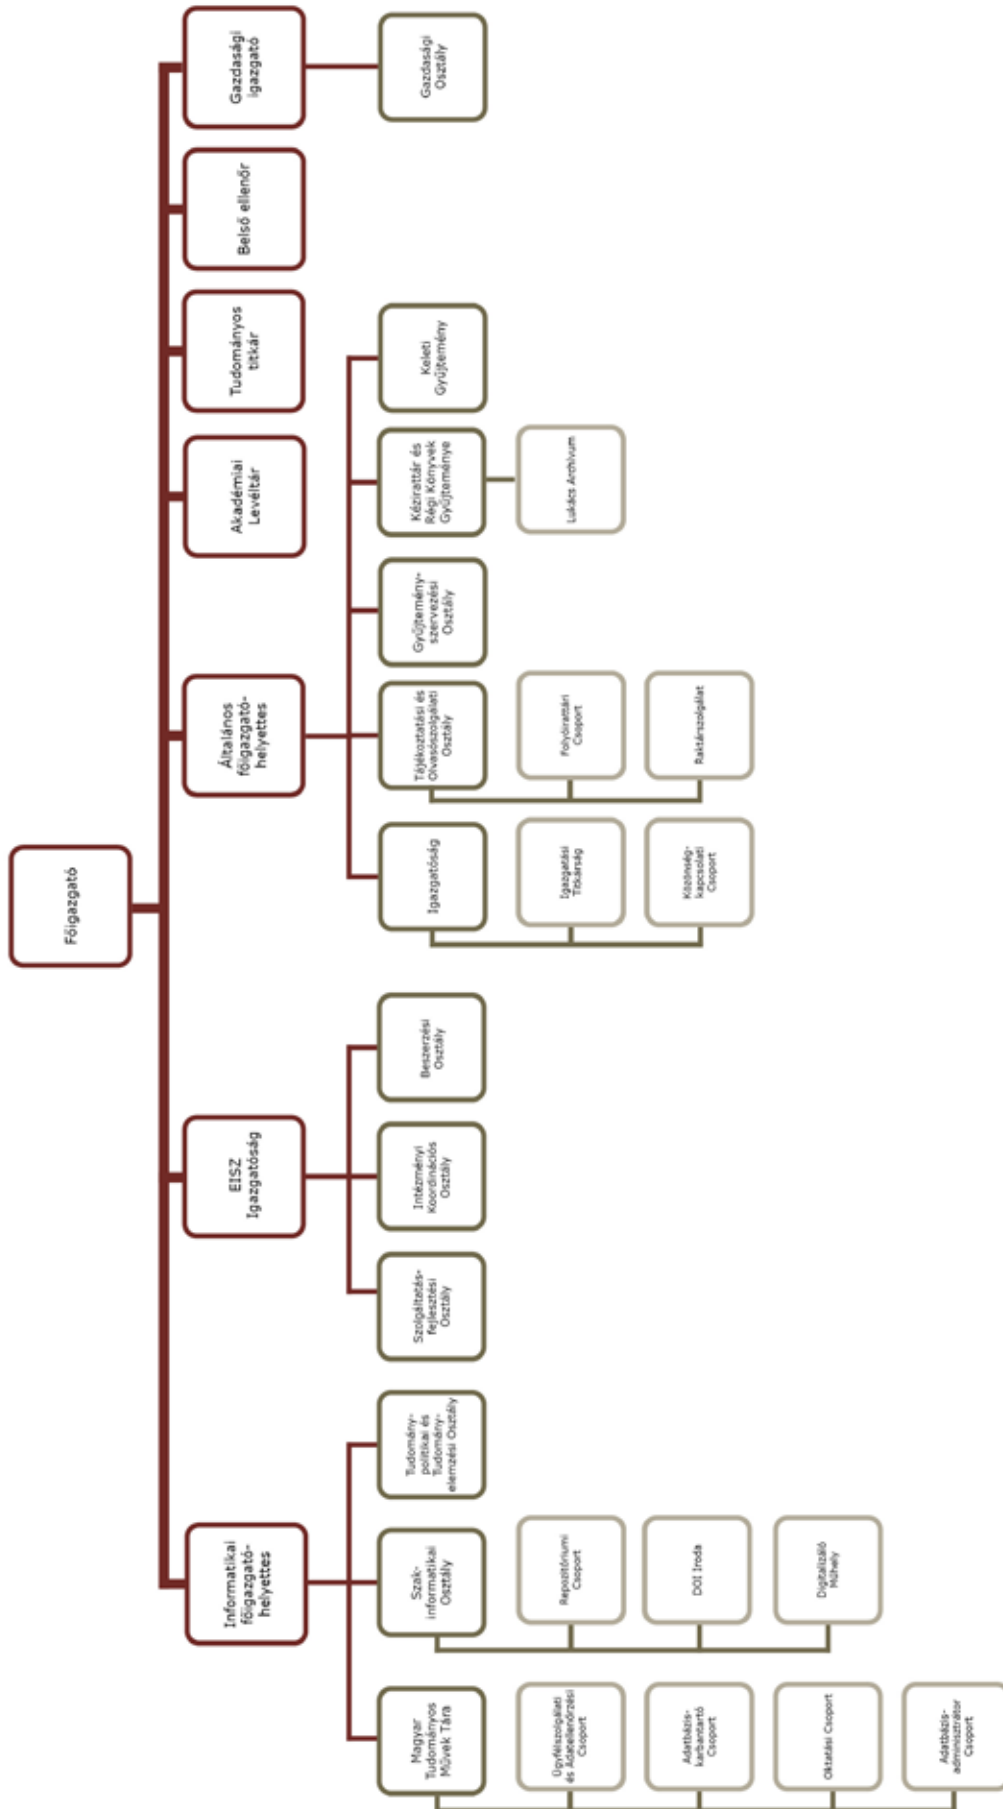 Főigazgató
Informatikai
főigazgató-
helyettes
EISZ
Igazgatóság
Általános
főigazgató-
helyettes
Akadémiai
Levéltár
Tudományos
titkár
Belső ellenőr
Gazdasági
igazgató
Magyar
Tudományos
Művek Tára
Szak-
informatikai
Osztály
Tudomány-
politikai és
Tudomány-
elemzési Osztály
Szolgáltatás-
fejlesztési
Osztály
Intézményi
Koordinációs
Osztály
Beszerzési
Osztály
Igazgatóság
Tájékoztatási és
Olvasószolgálati
Osztály
Gyűjtemény-
szervezési
Osztály
Kézirattár és
Régi Könyvek
Gyűjteménye
Keleti
Gyűjtemény
Gazdasági
Osztály
Ügyfélszolgálati
és Adatellenőrzési
Csoport
Repozitóriumi
Csoport
Igazgatási
Titkárság
Folyóirattári
Csoport
Lukács Archívum
Adatbázis-
karbantartó
Csoport
DOI Iroda
Közönség-
kapcsolati
Csoport
Raktárszolgálat
Oktatási Csoport
Digitalizáló
Műhely
Adatbázis-
adminisztrátor
Csoport